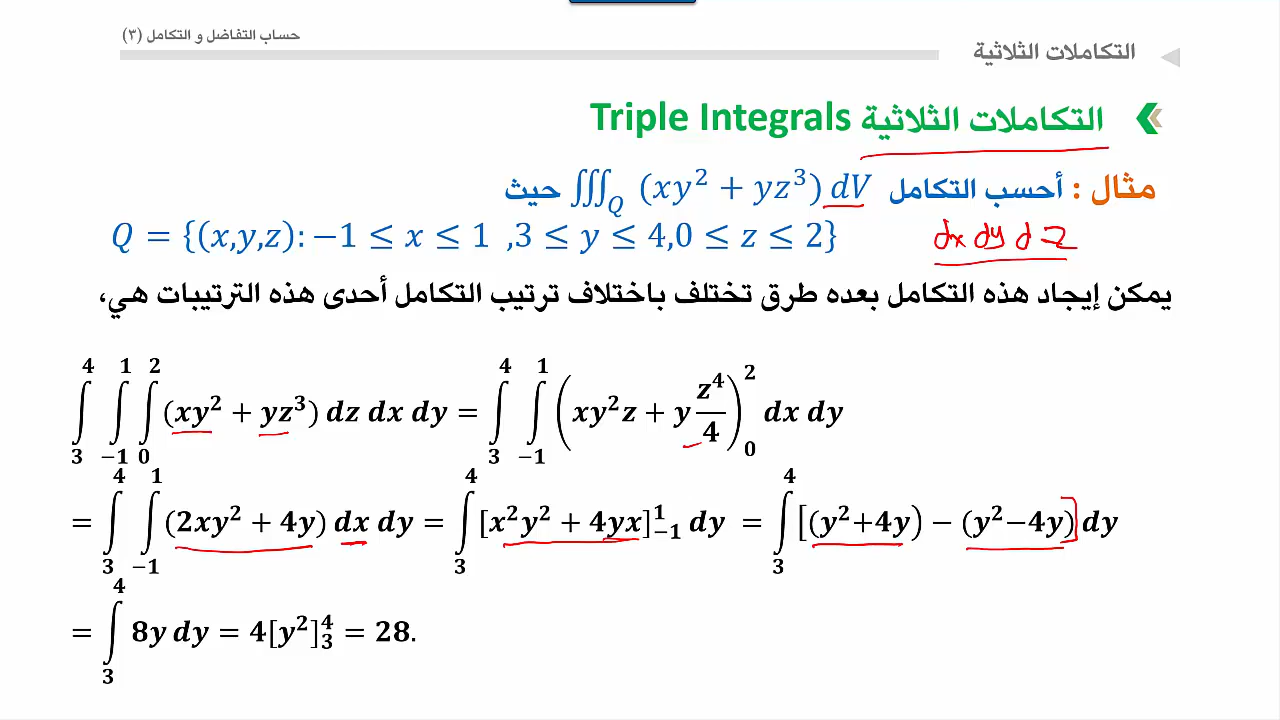 حساب التفاضل و التكامل (٣)
التكاملات الثلاثية
التكاملات الثلاثية Triple Integrals
مثال : أحسب التكامل ∭_Q (xy² + yz³) dV حيث
Q = {(x,y,z): −1 ≤ x ≤ 1 ,3 ≤ y ≤ 4,0 ≤ z ≤ 2}
dx dy dz
يمكن إيجاد هذه التكامل بعده طرق تختلف باختلاف ترتيب التكامل أحدى هذه الترتيبات هي،
∫_3^4 ∫_{−1}^1 ∫_0^2 (xy² + yz³) dz dx dy = ∫_3^4 ∫_{−1}^1 (xy²z + y z⁴/4)_0^2 dx dy
= ∫_3^4 ∫_{−1}^1 (2xy² + 4y) dx dy = ∫_3^4 [x²y² + 4yx]_{−1}^1 dy = ∫_3^4 [(y²+4y) − (y²−4y)] dy
= ∫_3^4 8y dy = 4[y²]_3^4 = 28.